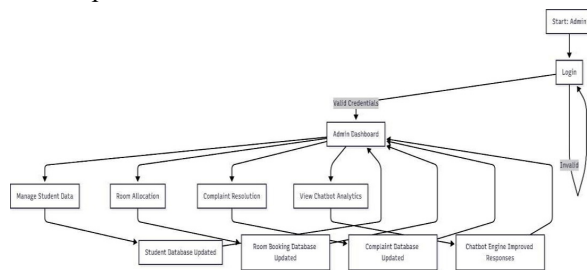 Start: Admin
Login
Valid Credentials
Invalid
Admin Dashboard
Manage Student Data
Room Allocation
Complaint Resolution
View Chatbot Analytics
Student Database Updated
Room Booking Database
Updated
Complaint Database
Updated
Chatbot Engine Improved
Responses